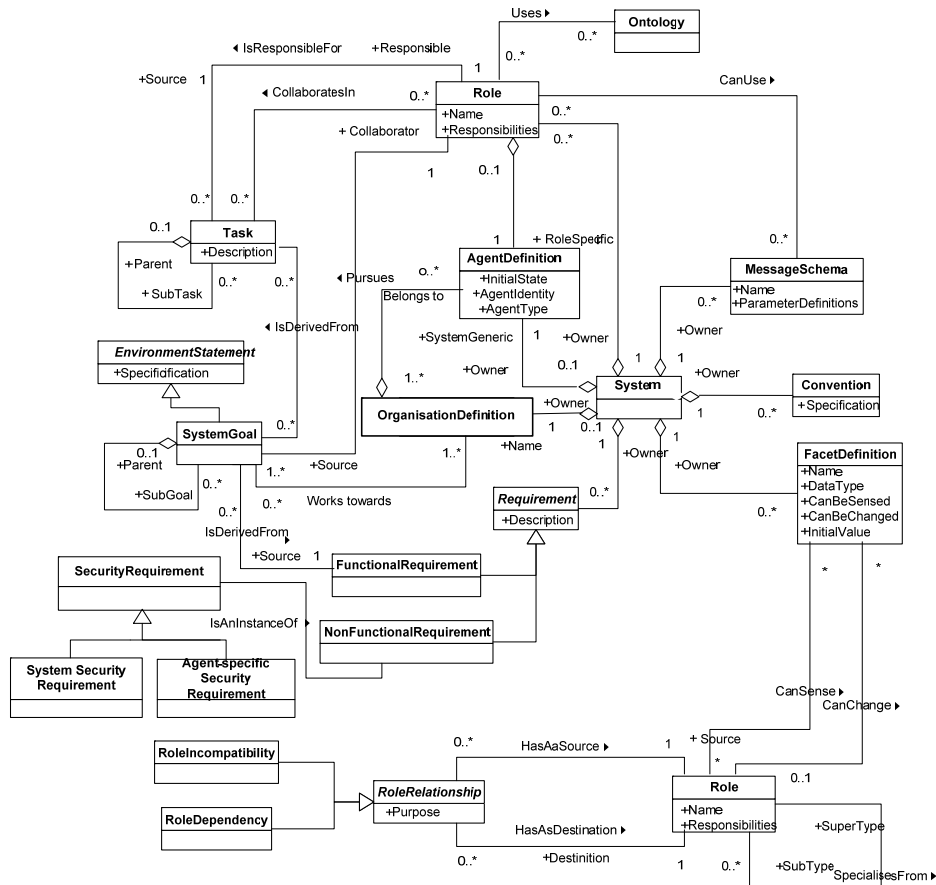 Uses ▸
Ontology
0..*
0..*
◂ IsResponsibleFor
+Responsible
+Source
1
1
CanUse ▸
◂ CollaboratesIn
0..*
Role
+Name
+Responsibilities
0..*
0..*
+ Collaborator
1
0..1
0..*
0..*
0..1
Task
+Description
+Parent
+ SubTask
0..*
0..*
1
+ RoleSpecific
0..*
AgentDefinition
+InitialState
+AgentIdentity
+AgentType
o..*
Belongs to
◂ Pursues
MessageSchema
+Name
+ParameterDefinitions
0..*
+Owner
◂ IsDerivedFrom
+SystemGeneric
1
+Owner
EnvironmentStatement
+Specification
0..1
1
1
+Owner
1..*
+Owner
System
Convention
+Specification
1
0..*
OrganisationDefinition
+Owner
+Name
1
0..1
1
+Owner
1
+Owner
SystemGoal
0..*
0..1
+Parent
+SubGoal
0..*
1..*
+Source
1..*
0..*
Works towards
FacetDefinition
+Name
+DataType
+CanBeSensed
+CanBeChanged
+InitialValue
0..*
Requirement
+Description
0..*
0..*
IsDerivedFrom ▸
+Source
1
FunctionalRequirement
SecurityRequirement
IsAnInstanceOf ▸
NonFunctionalRequirement
*
*
System Security
Requirement
Agent-specific
Security
Requirement
CanSense ▸
CanChange ▸
+ Source
*
0..1
RoleIncompatibility
RoleDependency
0..*
HasAaSource ▸
1
RoleRelationship
+Purpose
Role
+Name
+Responsibilities
HasAsDestination ▸
0..*
+Destinition
1
0..*
+SuperType
+SubType
SpecialisesFrom ▸